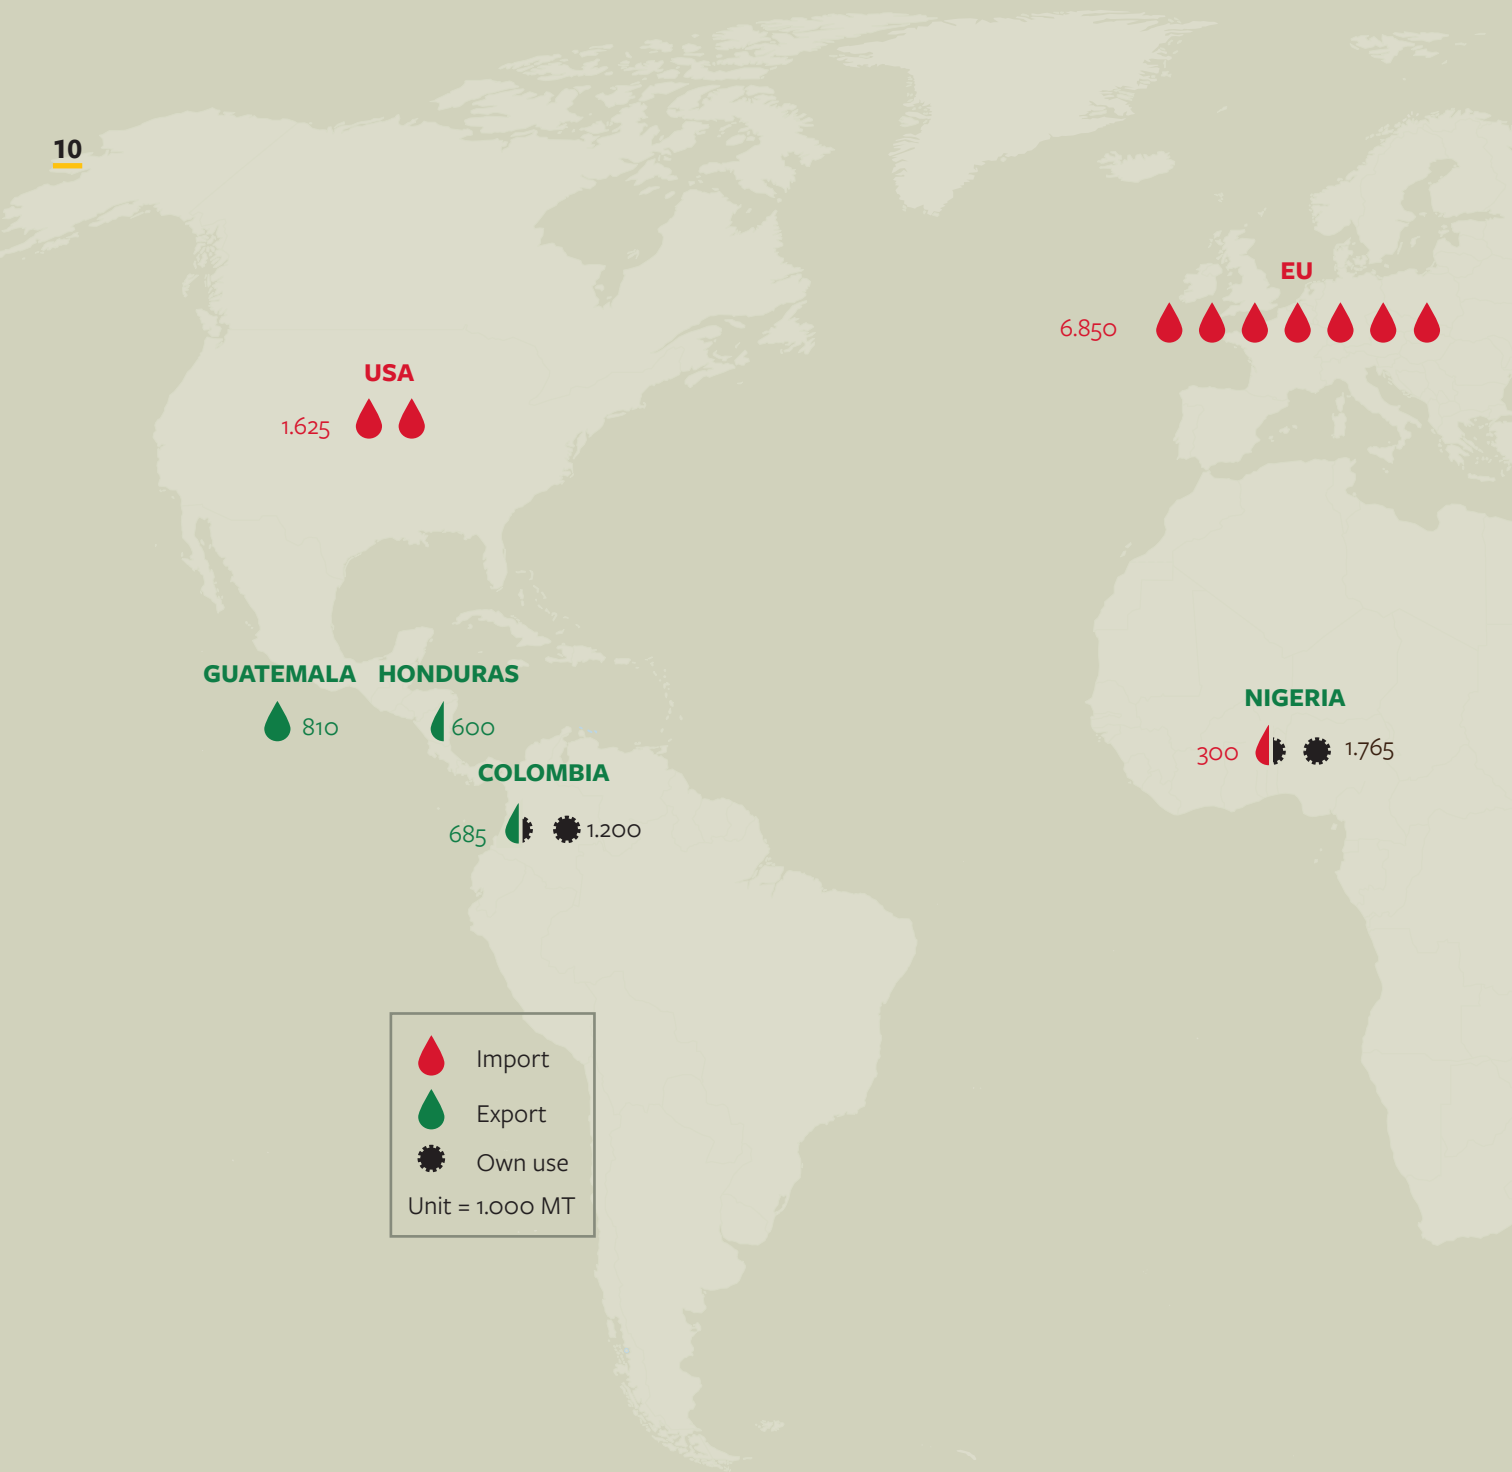 10
EU
6.850
USA
1.625
GUATEMALA HONDURAS
810 600
NIGERIA
300 1.765
COLOMBIA
685 1.200
Import
Export
Own use
Unit = 1.000 MT